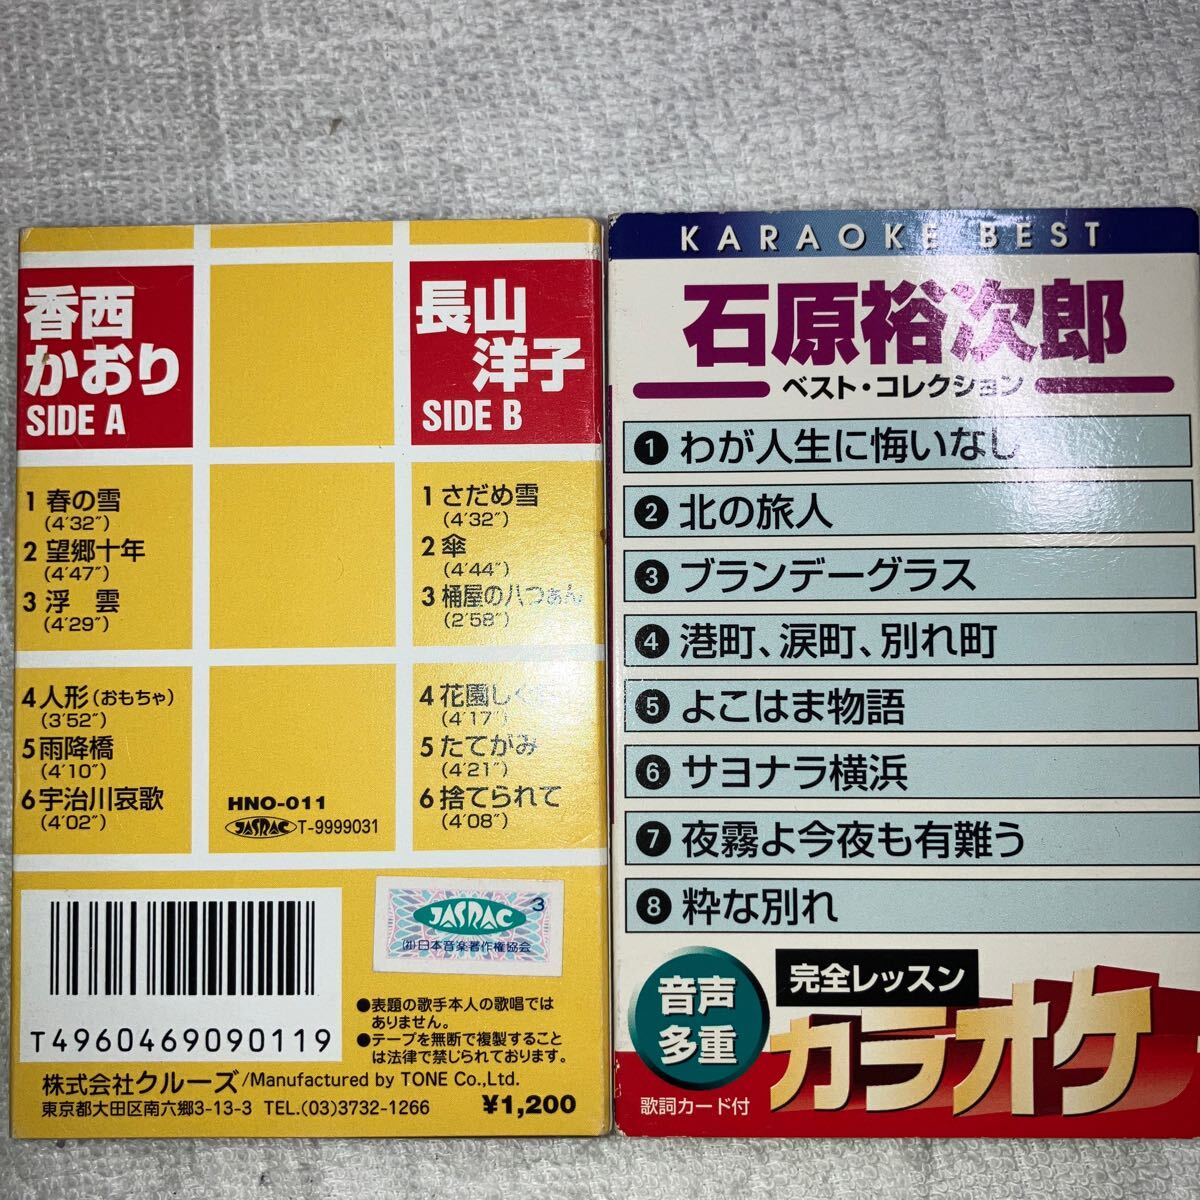 香西
かおり
SIDE A
長山
洋子
SIDE B
1 春の雪
(4′32″)
2 望郷十年
(4′47″)
3 浮　雲
(4′29″)
4 人形(おもちゃ)
(3′52″)
5 雨降橋
(4′10″)
6 宇治川哀歌
(4′02″)
1 さだめ雪
(4′32″)
2 傘
(4′44″)
3 桶屋の八つぁん
(2′58″)
4 花園しぐ
(4′17″)
5 たてがみ
(4′21″)
6 捨てられて
(4′08″)
HNO-011
JASRAC T-9999031
T4960469090119
JASRAC 3
(社)日本音楽著作権協会
●表題の歌手本人の歌唱では
ありません。
●テープを無断で複製すること
は法律で禁じられております。
株式会社クルーズ/Manufactured by TONE Co.,Ltd.
東京都大田区南六郷3-13-3 TEL.(03)3732-1266
¥1,200
KARAOKE BEST
石原裕次郎
ベスト・コレクション
1 わが人生に悔いなし
2 北の旅人
3 ブランデーグラス
4 港町、涙町、別れ町
5 よこはま物語
6 サヨナラ横浜
7 夜霧よ今夜も有難う
8 粋な別れ
音声
多重
完全レッスン
カラオケ
歌詞カード付